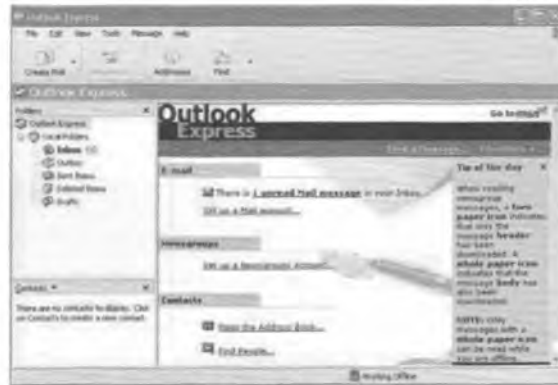 Outlook Express
File Edit View Tools Message Help
Create Mail Addresses Find
Outlook Express
Folders
Outlook Express
Local Folders
Inbox
Outbox
Sent Items
Deleted Items
Drafts
Contacts
There are no contacts to display. Click
on Contacts to create a new contact.
Outlook
Express
Go to
Find a Message...
E-mail
There is 1 unread Mail message in your Inbox.
Set up a Mail account...
Newsgroups
Set up a Newsgroups account...
Contacts
Open the Address Book...
Find People...
Tip of the day
When reading
newsgroup
messages, a torn
paper icon indicates
that only the
message header
has been
downloaded. A
whole paper icon
indicates that the
message body has
also been
downloaded.
NOTE: Only
messages with a
whole paper icon
can be read while
you are offline.
Working Offline